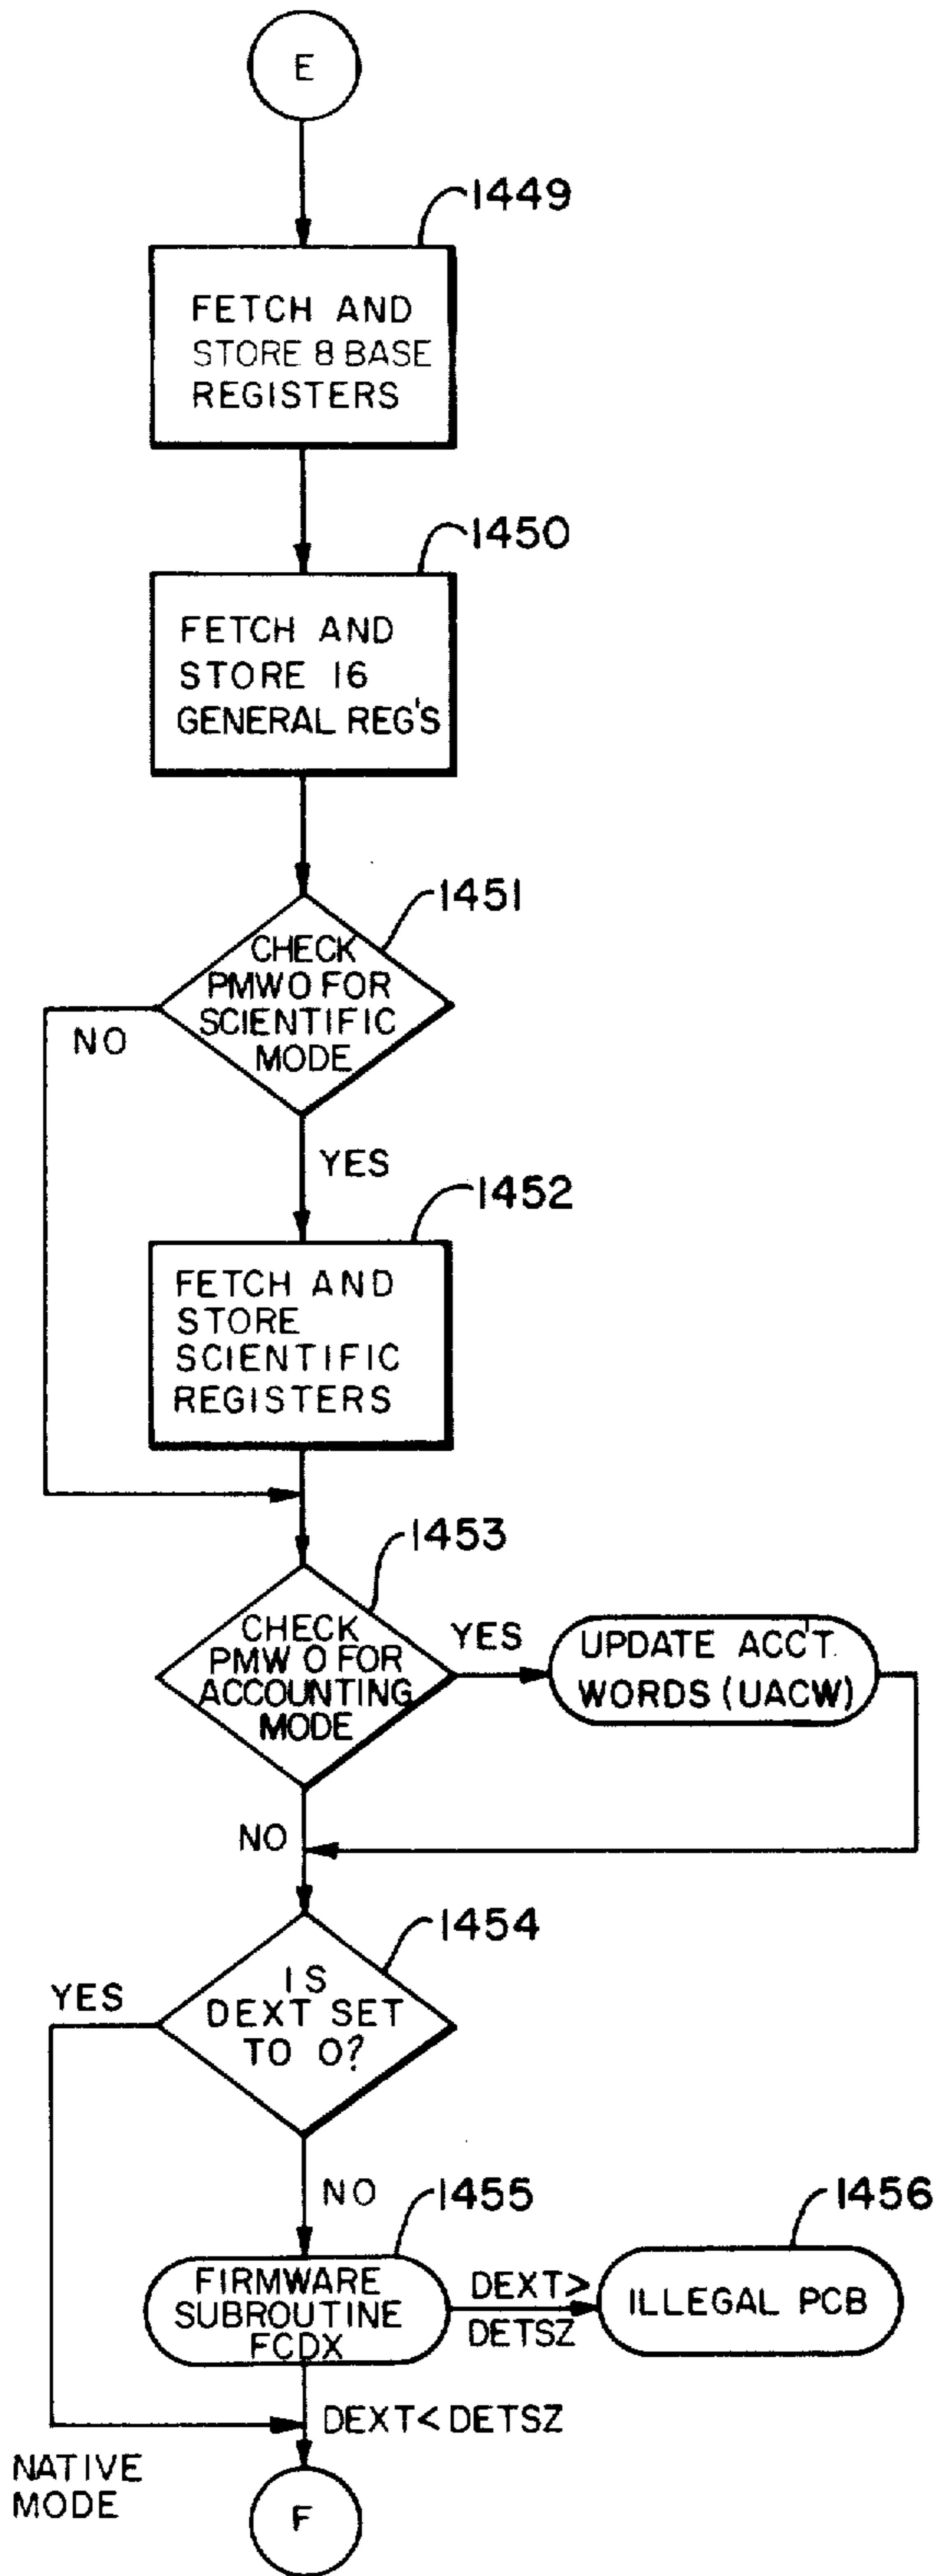 E
1449
FETCH AND
STORE 8 BASE
REGISTERS
1450
FETCH AND
STORE 16
GENERAL REG'S
1451
CHECK
PMW0 FOR
SCIENTIFIC
MODE
NO
YES
1452
FETCH AND
STORE
SCIENTIFIC
REGISTERS
1453
CHECK
PMW 0 FOR
ACCOUNTING
MODE
YES
UPDATE ACC'T.
WORDS (UACW)
NO
1454
IS
DEXT SET
TO 0?
YES
NO
1455
FIRMWARE
SUBROUTINE
FCDX
DEXT>
DETSZ
1456
ILLEGAL PCB
DEXT<DETSZ
NATIVE
MODE
F